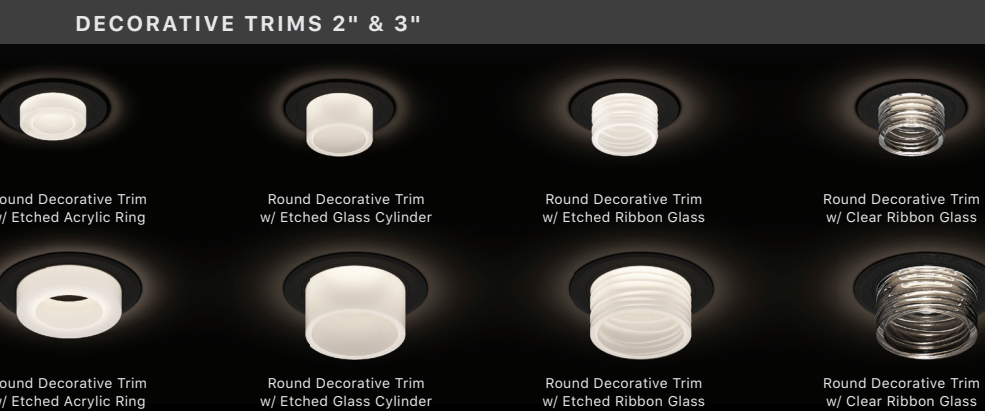 DECORATIVE TRIMS 2" & 3"
ound Decorative Trim
w/ Etched Acrylic Ring
Round Decorative Trim
w/ Etched Glass Cylinder
Round Decorative Trim
w/ Etched Ribbon Glass
Round Decorative Trim
w/ Clear Ribbon Glass
ound Decorative Trim
w/ Etched Acrylic Ring
Round Decorative Trim
w/ Etched Glass Cylinder
Round Decorative Trim
w/ Etched Ribbon Glass
Round Decorative Trim
w/ Clear Ribbon Glass